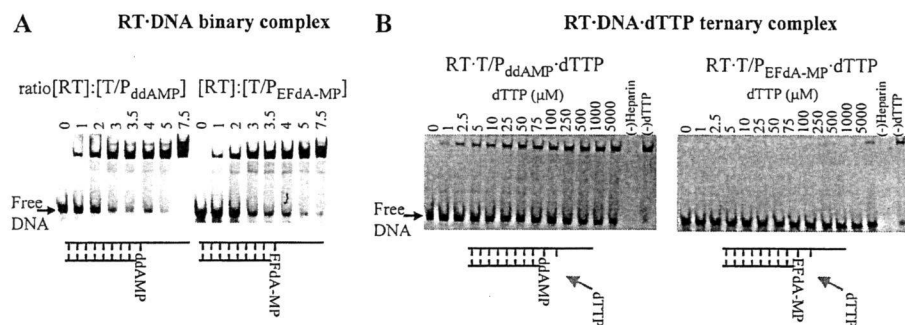 A RT·DNA binary complex
ratio[RT]:[T/PddAMP] [RT]:[T/PEFdA-MP]
0 1 2 3 3.5 4 5 7.5 0 1 2 3 3.5 4 5 7.5
Free
DNA
ddAMP
EFdA-MP
B RT·DNA·dTTP ternary complex
RT·T/PddAMP·dTTP
dTTP (μM)
0 1 2.5 5 10 25 50 75 100 250 5000 1000 5000 (-)Heparin (-)dTTP
Free
DNA
ddAMP
dTTP
RT·T/PEFdA-MP·dTTP
dTTP (μM)
0 1 2.5 5 10 25 50 75 100 250 5000 1000 5000 (-)Heparin (-)dTTP
EFdA-MP
dTTP